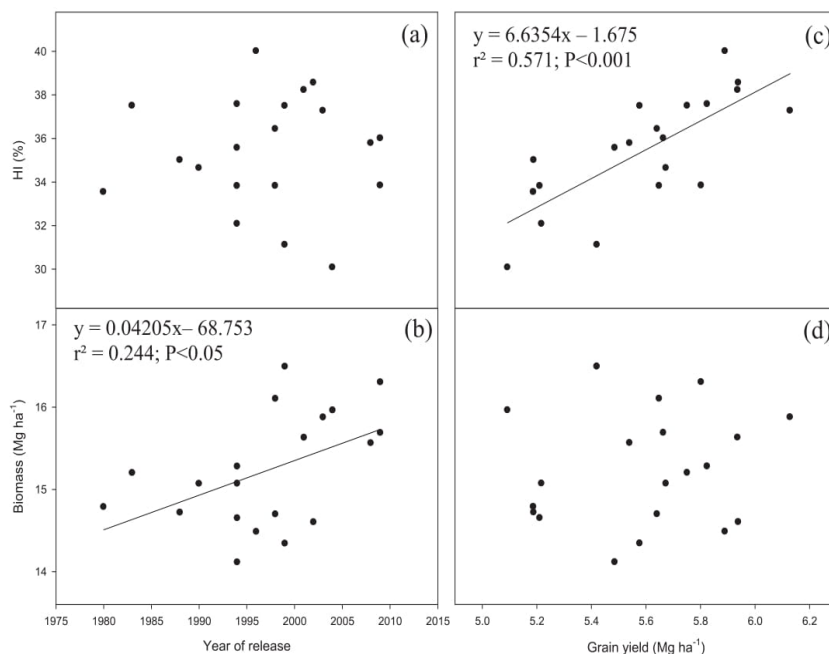 (a)
HI (%)
40
38
36
34
32
30
y = 6.6354x – 1.675
r² = 0.571; P<0.001
(c)
y = 0.04205x– 68.753
r² = 0.244; P<0.05
(b)
Biomass (Mg ha⁻¹)
17
16
15
14
1975 1980 1985 1990 1995 2000 2005 2010 2015
Year of release
(d)
5.0 5.2 5.4 5.6 5.8 6.0 6.2
Grain yield (Mg ha⁻¹)